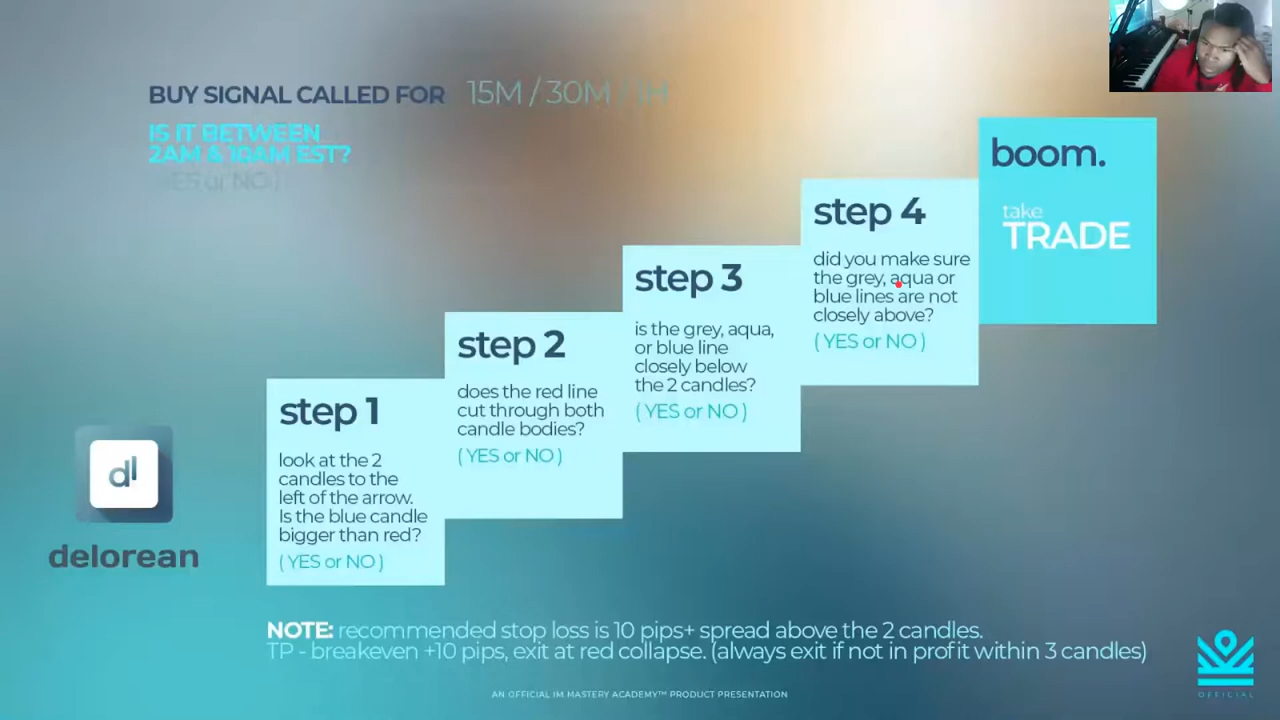 BUY SIGNAL CALLED FOR 15M / 30M / 1H
IS IT BETWEEN
2AM & 10AM EST?
YES or NO )
boom.
take
TRADE
step 4
did you make sure
the grey, aqua or
blue lines are not
closely above?
( YES or NO )
step 3
is the grey, aqua,
or blue line
closely below
the 2 candles?
( YES or NO )
step 2
does the red line
cut through both
candle bodies?
( YES or NO )
step 1
look at the 2
candles to the
left of the arrow.
Is the blue candle
bigger than red?
( YES or NO )
dl
delorean
NOTE: recommended stop loss is 10 pips+ spread above the 2 candles.
TP - breakeven +10 pips, exit at red collapse. (always exit if not in profit within 3 candles)
AN OFFICIAL IM MASTERY ACADEMY™ PRODUCT PRESENTATION
OFFICIAL